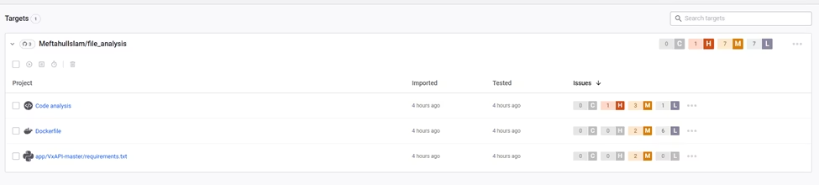 Targets 1
Search targets
3 MeftahulIslam/file_analysis 0 C 1 H 7 M 7 L
Project Imported Tested Issues
Code analysis 4 hours ago 4 hours ago 0 C 1 H 3 M 1 L
Dockerfile 4 hours ago 4 hours ago 0 C 0 H 2 M 6 L
app/VxAPI-master/requirements.txt 4 hours ago 4 hours ago 0 C 0 H 2 M 0 L